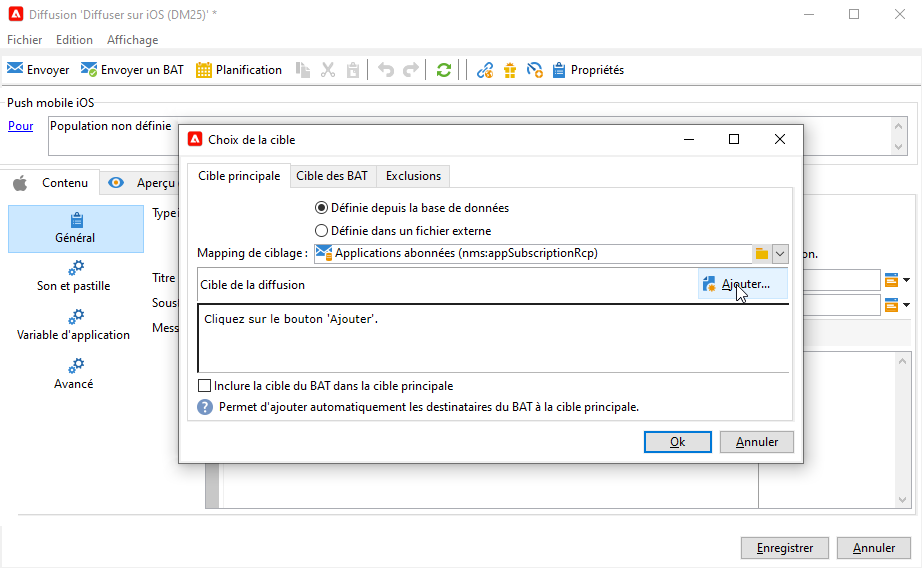 Diffusion 'Diffuser sur iOS (DM25)' *
Fichier Edition Affichage
Envoyer Envoyer un BAT Planification Propriétés
Push mobile iOS
Pour Population non définie
Choix de la cible
Cible principale Cible des BAT Exclusions
Définie depuis la base de données
Définie dans un fichier externe
Mapping de ciblage : Applications abonnées (nms:appSubscriptionRcp)
Cible de la diffusion Ajouter...
Cliquez sur le bouton 'Ajouter'.
Inclure la cible du BAT dans la cible principale
Permet d'ajouter automatiquement les destinataires du BAT à la cible principale.
Ok Annuler
Contenu Aperçu
Général
Son et pastille
Variable d'application
Avancé
Type
Titre
Mess
on.
Enregistrer Annuler